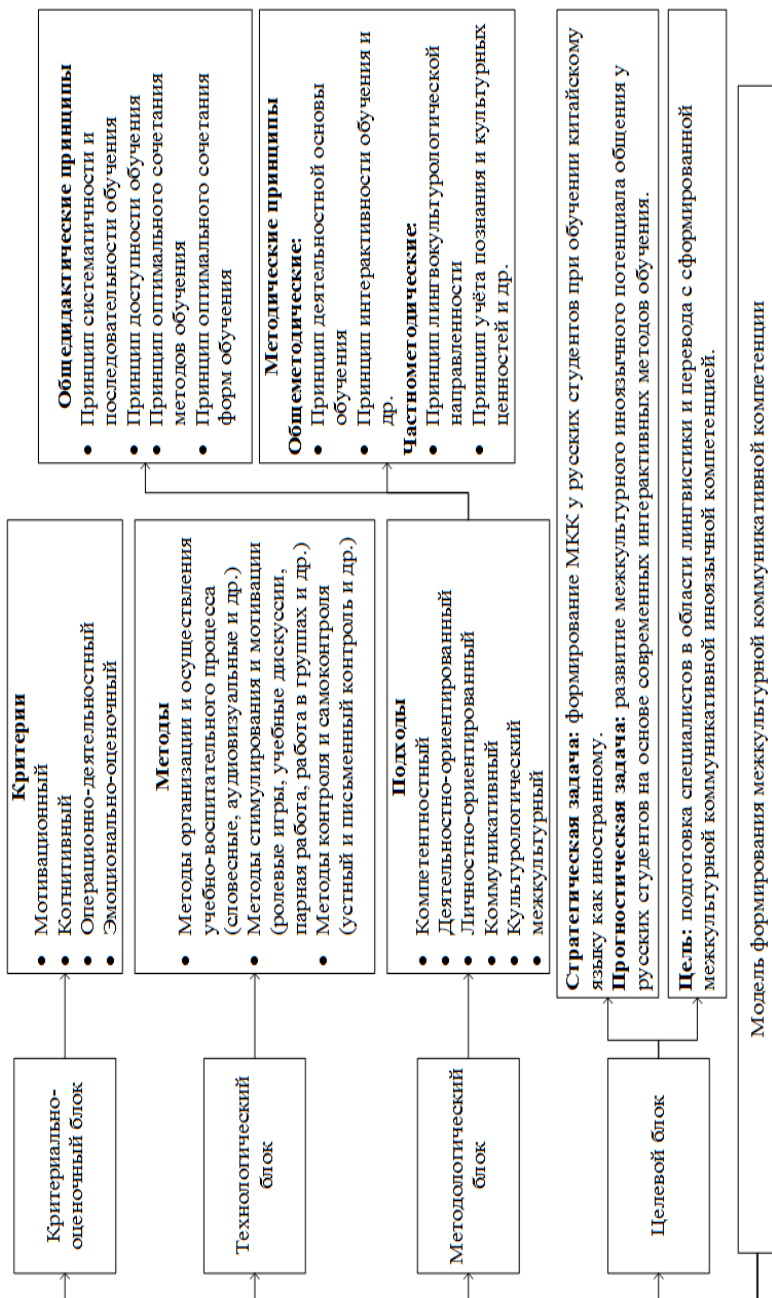 Критериально-
оценочный блок
Критерии
• Мотивационный
• Когнитивный
• Операционно-деятельностный
• Эмоционально-оценочный
Технологический
блок
Методы
• Методы организации и осуществления
учебно-воспитательного процесса
(словесные, аудиовизуальные и др.)
• Методы стимулирования и мотивации
(ролевые игры, учебные дискуссии,
парная работа, работа в группах и др.)
• Методы контроля и самоконтроля
(устный и письменный контроль и др.)
Методологический
блок
Подходы
• Компетентностный
• Деятельностно-ориентированный
• Личностно-ориентированный
• Коммуникативный
• Культурологический
• межкультурный
Общедидактические принципы
• Принцип систематичности и
последовательности обучения
• Принцип доступности обучения
• Принцип оптимального сочетания
методов обучения
• Принцип оптимального сочетания
форм обучения
Методические принципы
Общеметодические:
• Принцип деятельностной основы
обучения
• Принцип интерактивности обучения и
др.
Частнометодические:
• Принцип лингвокультурологической
направленности
• Принцип учёта познания и культурных
ценностей и др.
Целевой блок
Стратегическая задача: формирование МКК у русских студентов при обучении китайскому
языку как иностранному.
Прогностическая задача: развитие межкультурного иноязычного потенциала общения у
русских студентов на основе современных интерактивных методов обучения.
Цель: подготовка специалистов в области лингвистики и перевода с сформированной
межкультурной коммуникативной иноязычной компетенцией.
Модель формирования межкультурной коммуникативной компетенции